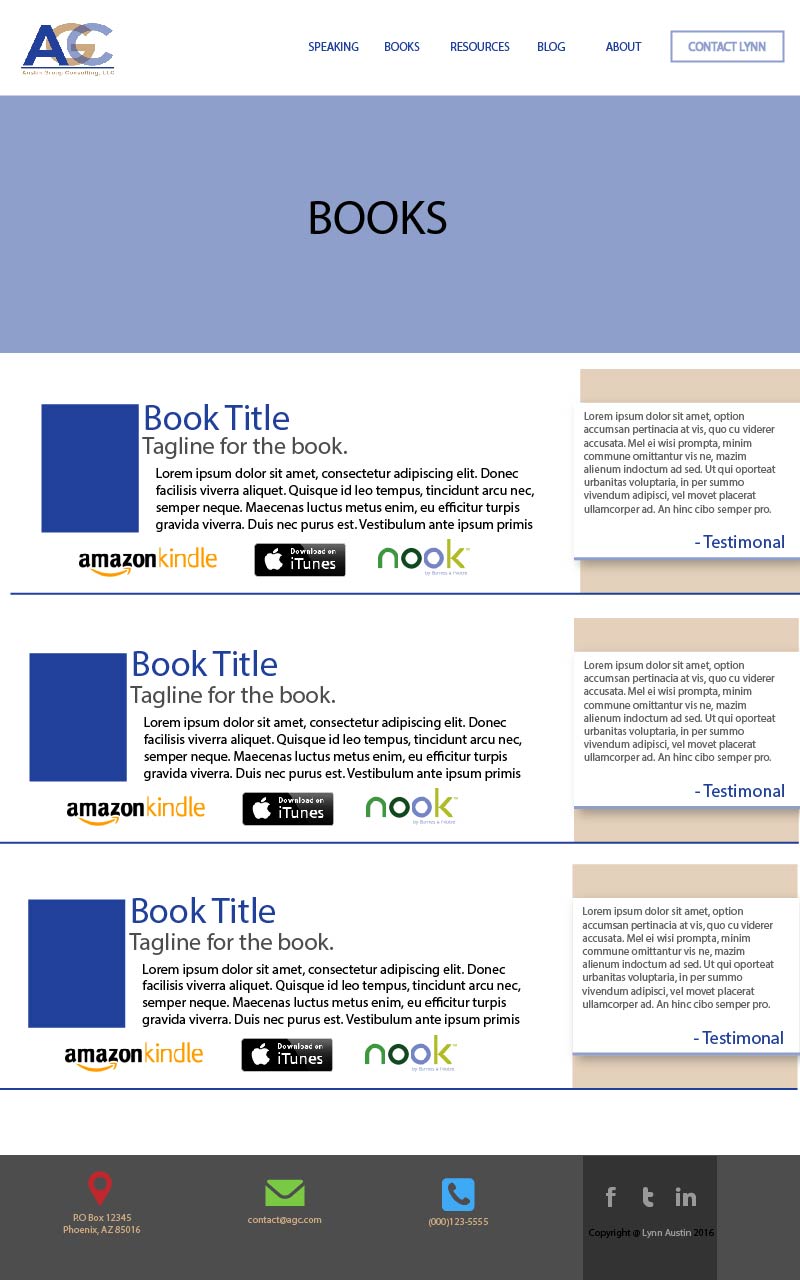 AGC
Austin Group Consulting, LLC
SPEAKING BOOKS RESOURCES BLOG ABOUT CONTACT LYNN
BOOKS
Book Title
Tagline for the book.
Lorem ipsum dolor sit amet, consectetur adipiscing elit. Donec
facilisis viverra aliquet. Quisque id leo tempus, tincidunt arcu nec,
semper neque. Maecenas luctus metus enim, eu efficitur turpis
gravida viverra. Duis nec purus est. Vestibulum ante ipsum primis
amazonkindle
Download on
iTunes
nook™
by Barnes & Noble
Lorem ipsum dolor sit amet, option
accumsan pertinacia at vis, quo cu viderer
accusata. Mel ei wisi prompta, minim
commune omittantur vis ne, mazim
alienum indoctum ad sed. Ut qui oporteat
urbanitas voluptaria, in per summo
vivendum adipisci, vel movet placerat
ullamcorper ad. An hinc cibo semper pro.
- Testimonal
Book Title
Tagline for the book.
Lorem ipsum dolor sit amet, consectetur adipiscing elit. Donec
facilisis viverra aliquet. Quisque id leo tempus, tincidunt arcu nec,
semper neque. Maecenas luctus metus enim, eu efficitur turpis
gravida viverra. Duis nec purus est. Vestibulum ante ipsum primis
amazonkindle
Download on
iTunes
nook™
by Barnes & Noble
Lorem ipsum dolor sit amet, option
accumsan pertinacia at vis, quo cu viderer
accusata. Mel ei wisi prompta, minim
commune omittantur vis ne, mazim
alienum indoctum ad sed. Ut qui oporteat
urbanitas voluptaria, in per summo
vivendum adipisci, vel movet placerat
ullamcorper ad. An hinc cibo semper pro.
- Testimonal
Book Title
Tagline for the book.
Lorem ipsum dolor sit amet, consectetur adipiscing elit. Donec
facilisis viverra aliquet. Quisque id leo tempus, tincidunt arcu nec,
semper neque. Maecenas luctus metus enim, eu efficitur turpis
gravida viverra. Duis nec purus est. Vestibulum ante ipsum primis
amazonkindle
Download on
iTunes
nook™
by Barnes & Noble
Lorem ipsum dolor sit amet, option
accumsan pertinacia at vis, quo cu viderer
accusata. Mel ei wisi prompta, minim
commune omittantur vis ne, mazim
alienum indoctum ad sed. Ut qui oporteat
urbanitas voluptaria, in per summo
vivendum adipisci, vel movet placerat
ullamcorper ad. An hinc cibo semper pro.
- Testimonal
P.O Box 12345
Phoenix, AZ 85016
contact@agc.com
(000)123-5555
f t in
Copyright @ Lynn Austin 2016